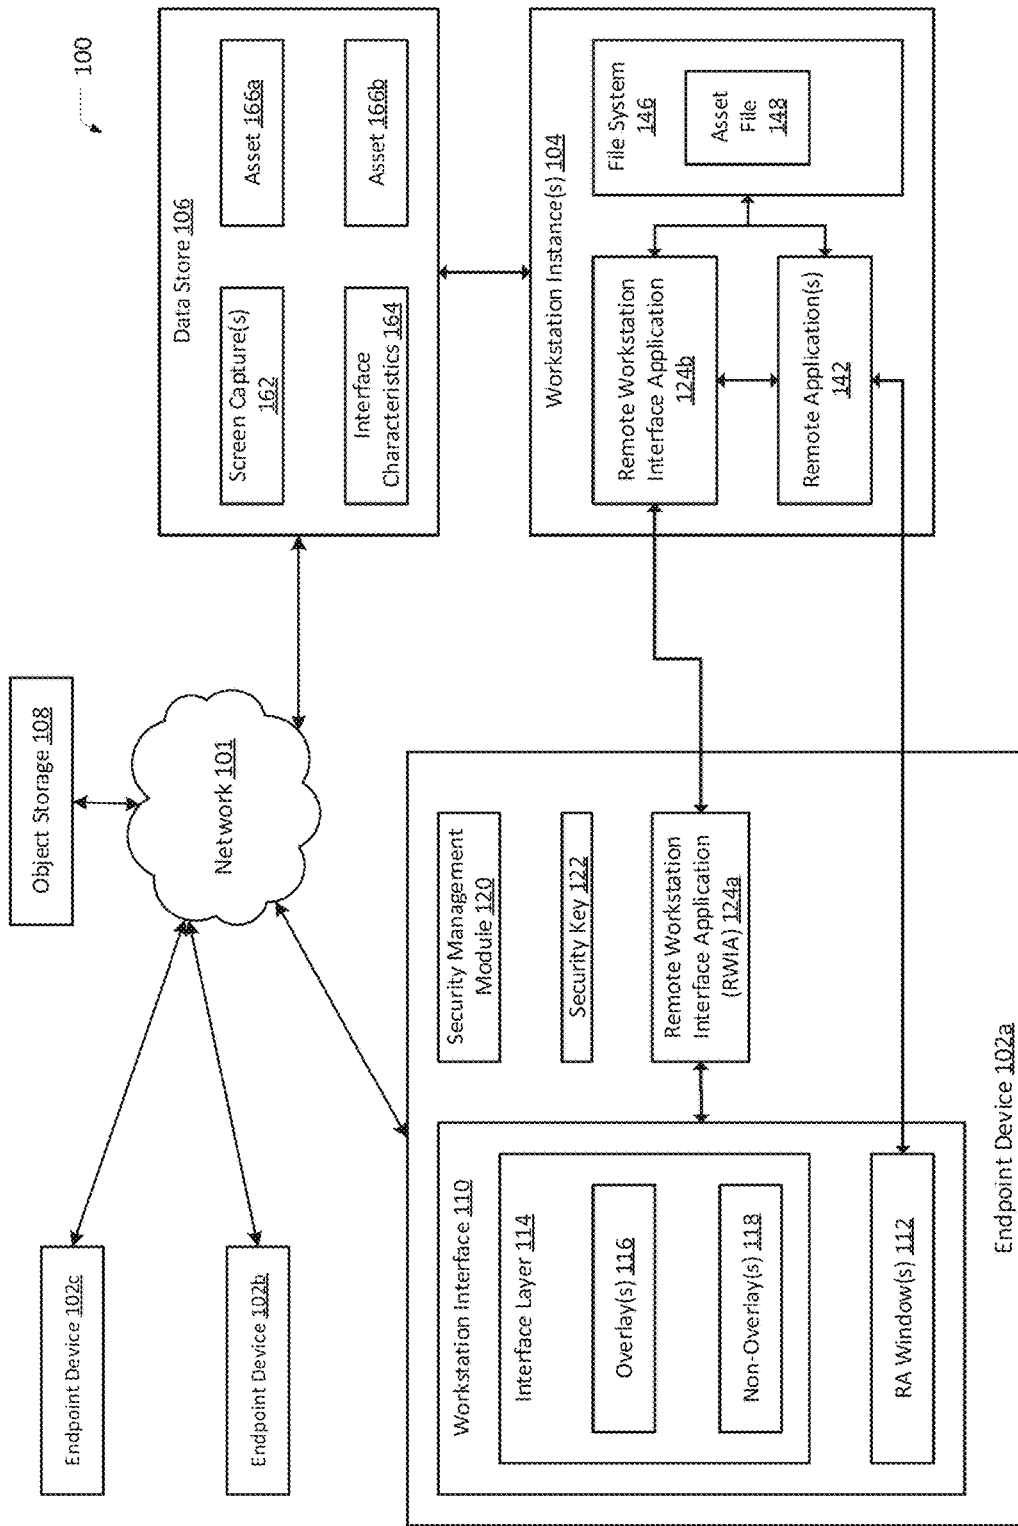 100
Object Storage 108
Network 101
Endpoint Device 102c
Endpoint Device 102b
Data Store 106
Screen Capture(s)
162
Asset 166a
Interface
Characteristics 164
Asset 166b
Workstation Interface 110
Interface Layer 114
Overlay(s) 116
Non-Overlay(s) 118
RA Window(s) 112
Security Management
Module 120
Security Key 122
Remote Workstation
Interface Application
(RWIA) 124a
Endpoint Device 102a
Workstation Instance(s) 104
Remote Workstation
Interface Application
124b
Remote Application(s)
142
File System
146
Asset
File
148